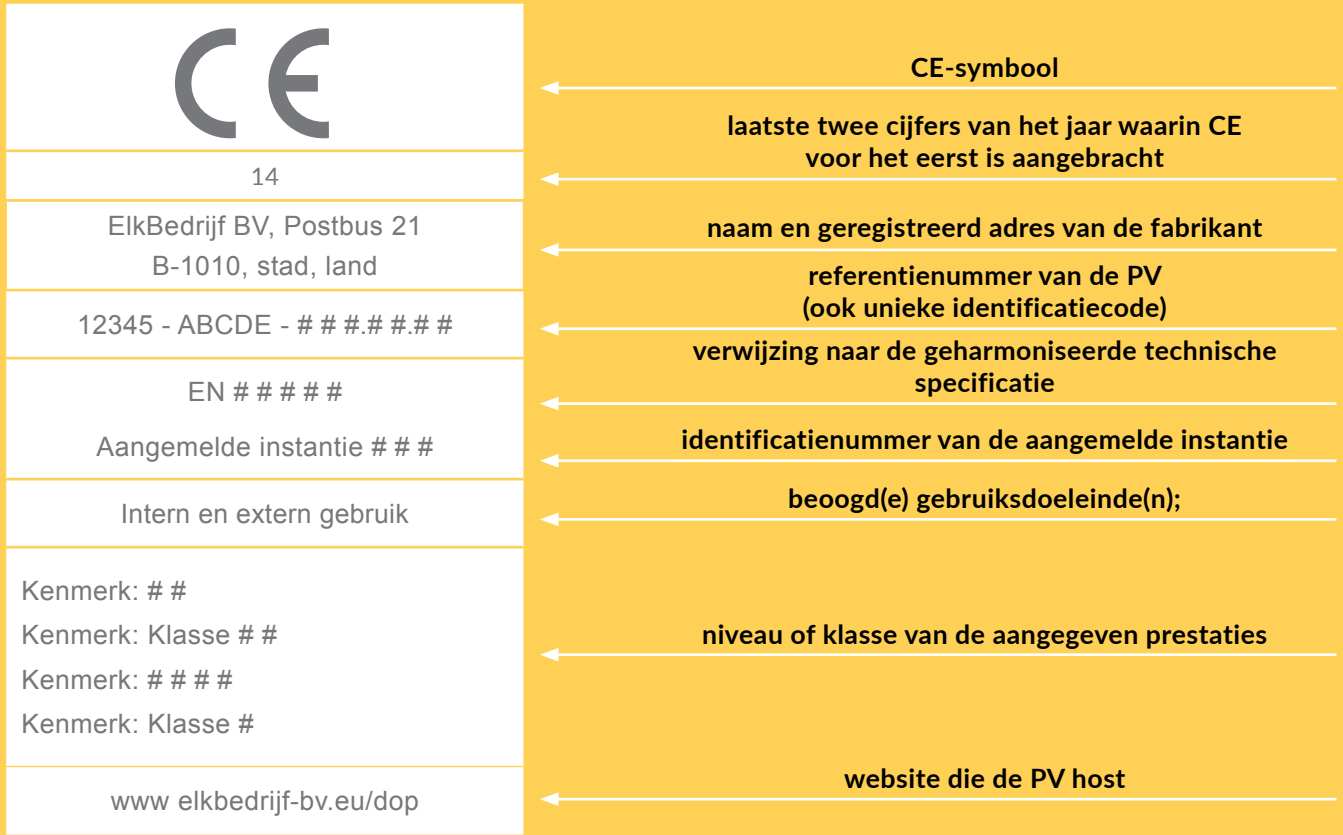 CE
CE-symbool
14
laatste twee cijfers van het jaar waarin CE
voor het eerst is aangebracht
ElkBedrijf BV, Postbus 21
B-1010, stad, land
naam en geregistreerd adres van de fabrikant
12345 - ABCDE - # # #.# #.# #
referentienummer van de PV
(ook unieke identificatiecode)
EN # # # # #
verwijzing naar de geharmoniseerde technische
specificatie
Aangemelde instantie # # #
identificatienummer van de aangemelde instantie
Intern en extern gebruik
beoogd(e) gebruiksdoeleinde(n);
Kenmerk: # #
Kenmerk: Klasse # #
Kenmerk: # # # #
Kenmerk: Klasse #
niveau of klasse van de aangegeven prestaties
www elkbedrijf-bv.eu/dop
website die de PV host